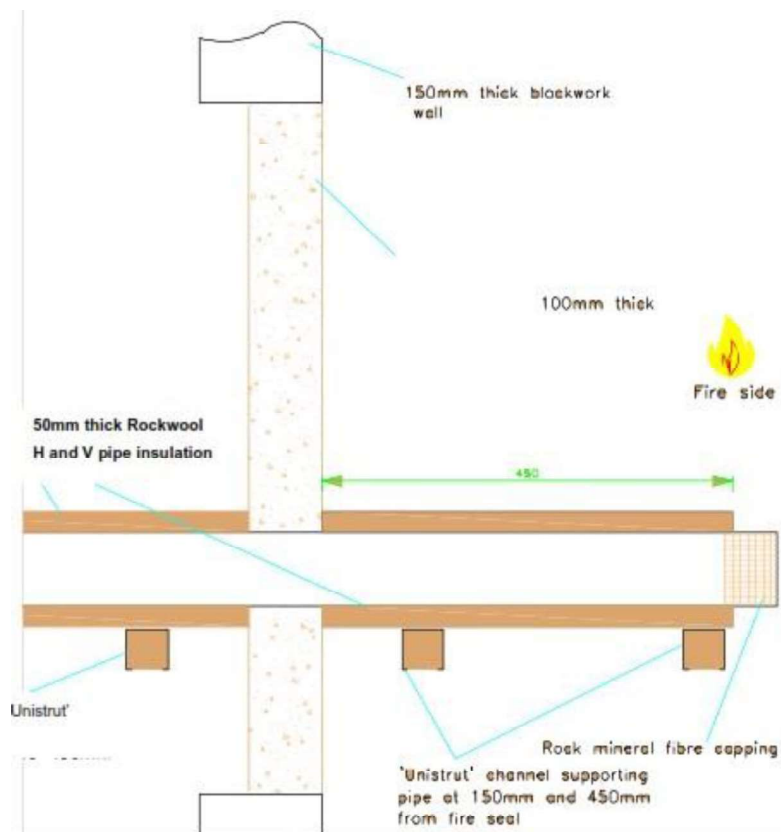 150mm thick blockwork
wall
100mm thick
Fire side
50mm thick Rockwool
H and V pipe insulation
450
Unistrut'
Rock mineral fibre capping
'Unistrut' channel supporting
pipe at 150mm and 450mm
from fire seal